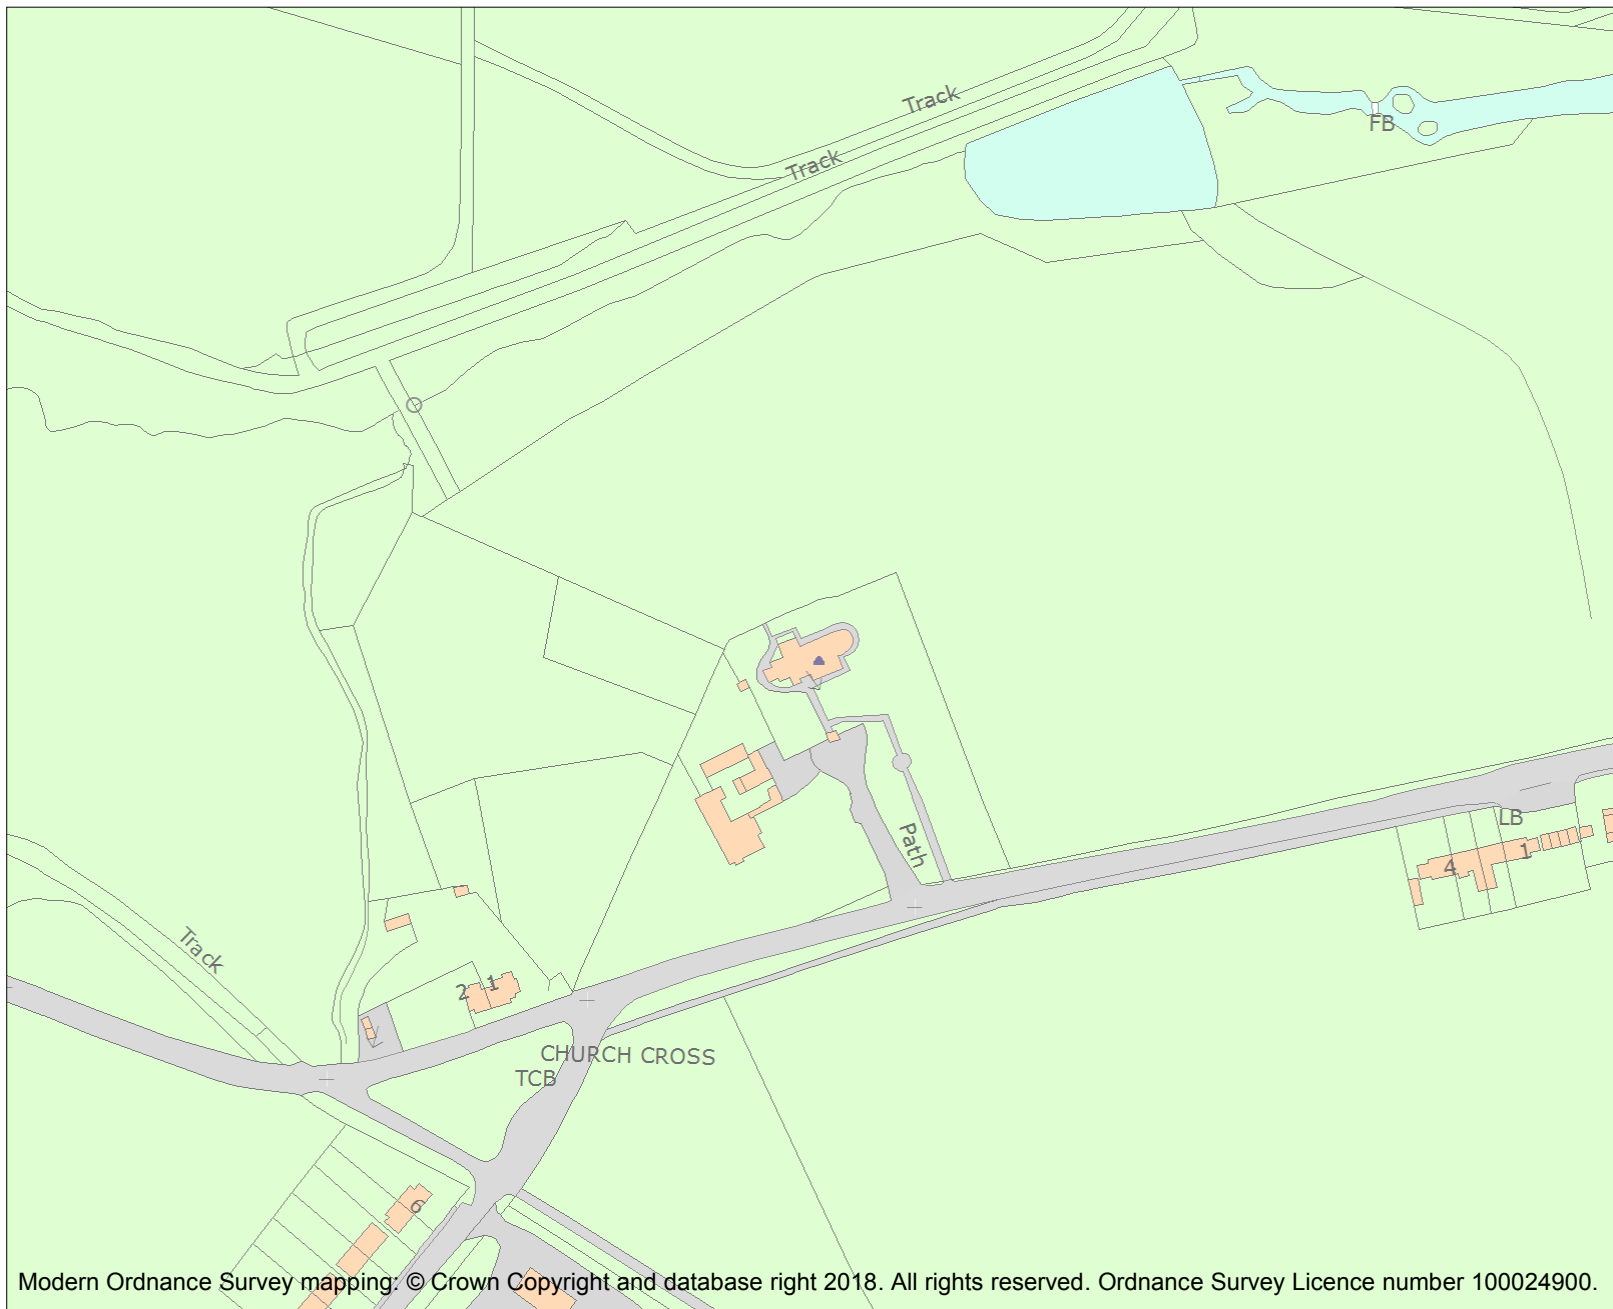 Track
FB
Track
Path
LB
4
1
Track
2
1
CHURCH CROSS
TCB
6
Modern Ordnance Survey mapping: © Crown Copyright and database right 2018. All rights reserved. Ordnance Survey Licence number 100024900.